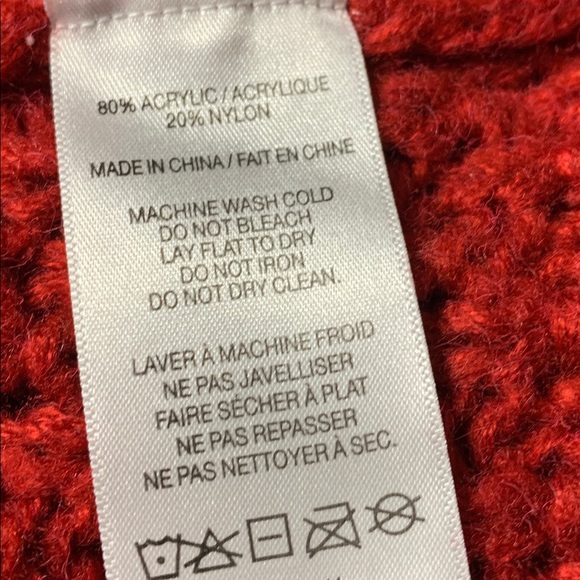 80% ACRYLIC / ACRYLIQUE
20% NYLON
MADE IN CHINA / FAIT EN CHINE
MACHINE WASH COLD
DO NOT BLEACH
LAY FLAT TO DRY
DO NOT IRON
DO NOT DRY CLEAN.
LAVER À MACHINE FROID
NE PAS JAVELLISER
FAIRE SÉCHER À PLAT
NE PAS REPASSER
NE PAS NETTOYER À SEC.